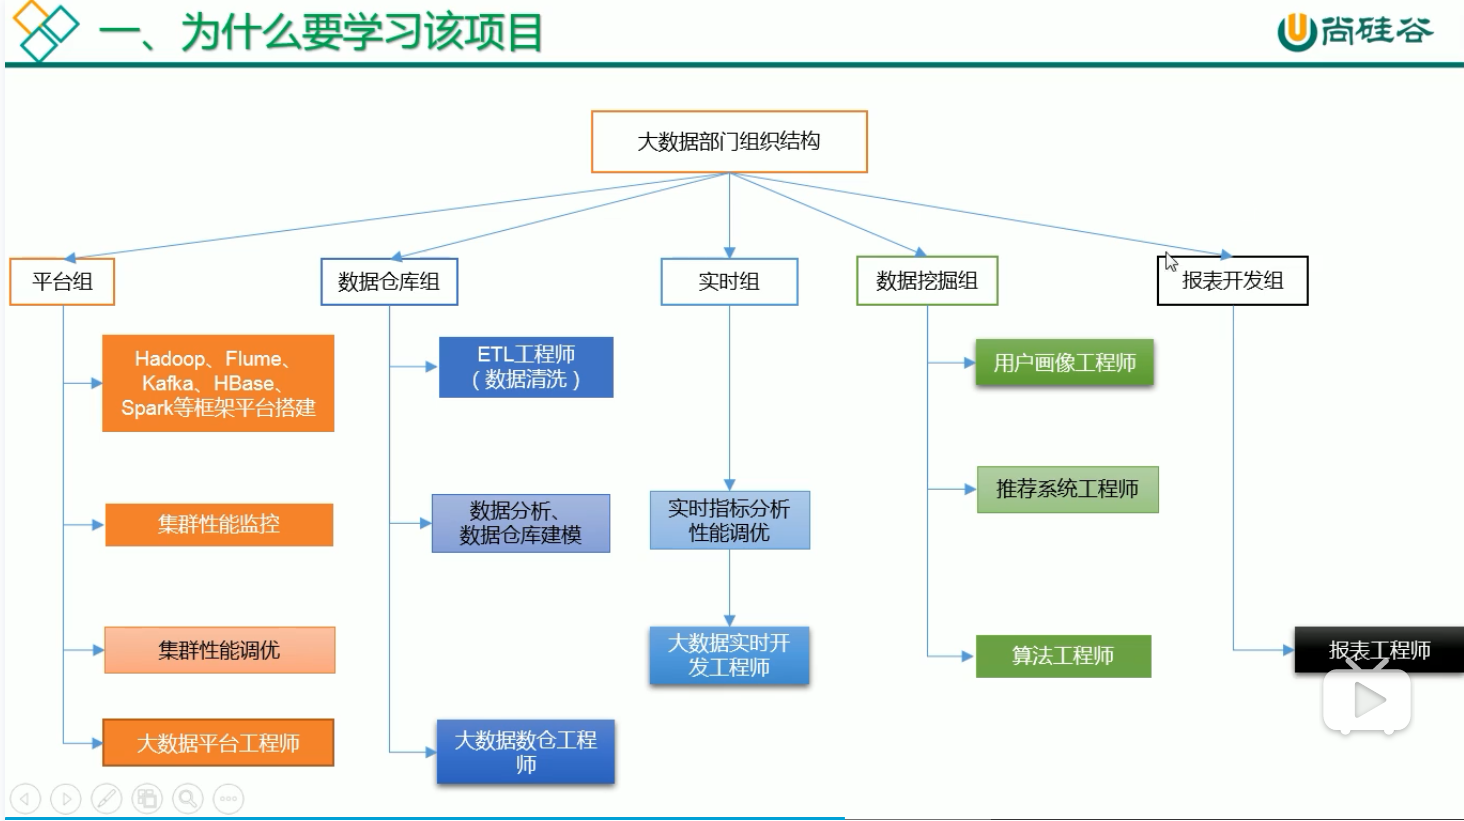 一、为什么要学习该项目
尚硅谷
大数据部门组织结构
平台组
数据仓库组
实时组
数据挖掘组
报表开发组
Hadoop、Flume、
Kafka、HBase、
Spark等框架平台搭建
集群性能监控
集群性能调优
大数据平台工程师
ETL工程师
（数据清洗）
数据分析、
数据仓库建模
大数据数仓工程
师
实时指标分析
性能调优
大数据实时开
发工程师
用户画像工程师
推荐系统工程师
算法工程师
报表工程师